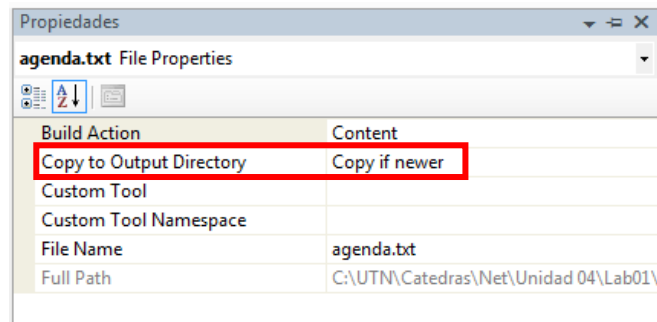 Propiedades
agenda.txt File Properties
Build Action Content
Copy to Output Directory Copy if newer
Custom Tool
Custom Tool Namespace
File Name agenda.txt
Full Path C:\UTN\Catedras\Net\Unidad 04\Lab01\